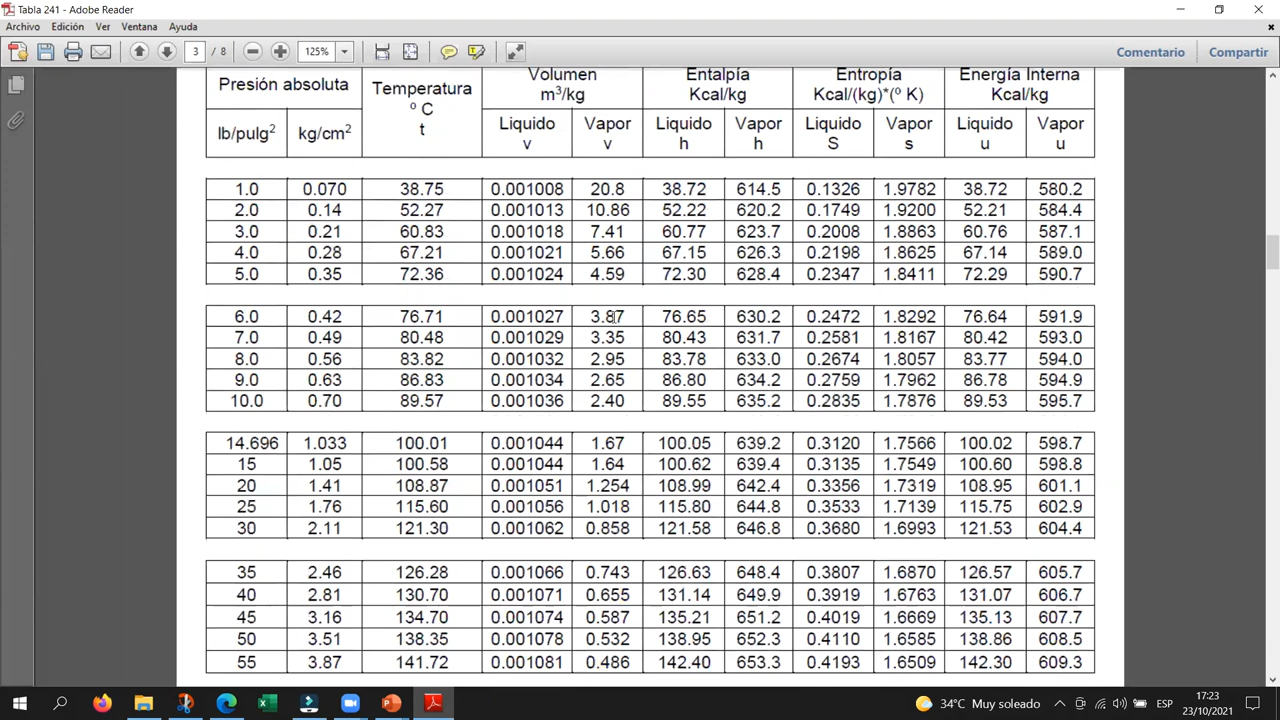 Tabla 241 - Adobe Reader
Archivo Edición Ver Ventana Ayuda
3 / 8 125% Comentario Compartir
Presión absoluta Temperatura º C t Volumen m³/kg Entalpía Kcal/kg Entropía Kcal/(kg)*(º K) Energía Interna Kcal/kg
lb/pulg² kg/cm² Liquido v Vapor v Liquido h Vapor h Liquido S Vapor s Liquido u Vapor u
1.0 0.070 38.75 0.001008 20.8 38.72 614.5 0.1326 1.9782 38.72 580.2
2.0 0.14 52.27 0.001013 10.86 52.22 620.2 0.1749 1.9200 52.21 584.4
3.0 0.21 60.83 0.001018 7.41 60.77 623.7 0.2008 1.8863 60.76 587.1
4.0 0.28 67.21 0.001021 5.66 67.15 626.3 0.2198 1.8625 67.14 589.0
5.0 0.35 72.36 0.001024 4.59 72.30 628.4 0.2347 1.8411 72.29 590.7
6.0 0.42 76.71 0.001027 3.87 76.65 630.2 0.2472 1.8292 76.64 591.9
7.0 0.49 80.48 0.001029 3.35 80.43 631.7 0.2581 1.8167 80.42 593.0
8.0 0.56 83.82 0.001032 2.95 83.78 633.0 0.2674 1.8057 83.77 594.0
9.0 0.63 86.83 0.001034 2.65 86.80 634.2 0.2759 1.7962 86.78 594.9
10.0 0.70 89.57 0.001036 2.40 89.55 635.2 0.2835 1.7876 89.53 595.7
14.696 1.033 100.01 0.001044 1.67 100.05 639.2 0.3120 1.7566 100.02 598.7
15 1.05 100.58 0.001044 1.64 100.62 639.4 0.3135 1.7549 100.60 598.8
20 1.41 108.87 0.001051 1.254 108.99 642.4 0.3356 1.7319 108.95 601.1
25 1.76 115.60 0.001056 1.018 115.80 644.8 0.3533 1.7139 115.75 602.9
30 2.11 121.30 0.001062 0.858 121.58 646.8 0.3680 1.6993 121.53 604.4
35 2.46 126.28 0.001066 0.743 126.63 648.4 0.3807 1.6870 126.57 605.7
40 2.81 130.70 0.001071 0.655 131.14 649.9 0.3919 1.6763 131.07 606.7
45 3.16 134.70 0.001074 0.587 135.21 651.2 0.4019 1.6669 135.13 607.7
50 3.51 138.35 0.001078 0.532 138.95 652.3 0.4110 1.6585 138.86 608.5
55 3.87 141.72 0.001081 0.486 142.40 653.3 0.4193 1.6509 142.30 609.3
34°C Muy soleado ESP 17:23
23/10/2021